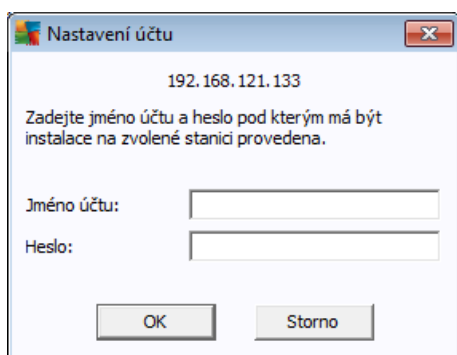 Nastavení účtu
192.168.121.133
Zadejte jméno účtu a heslo pod kterým má být
instalace na zvolené stanici provedena.
Jméno účtu:
Heslo:
OK Storno